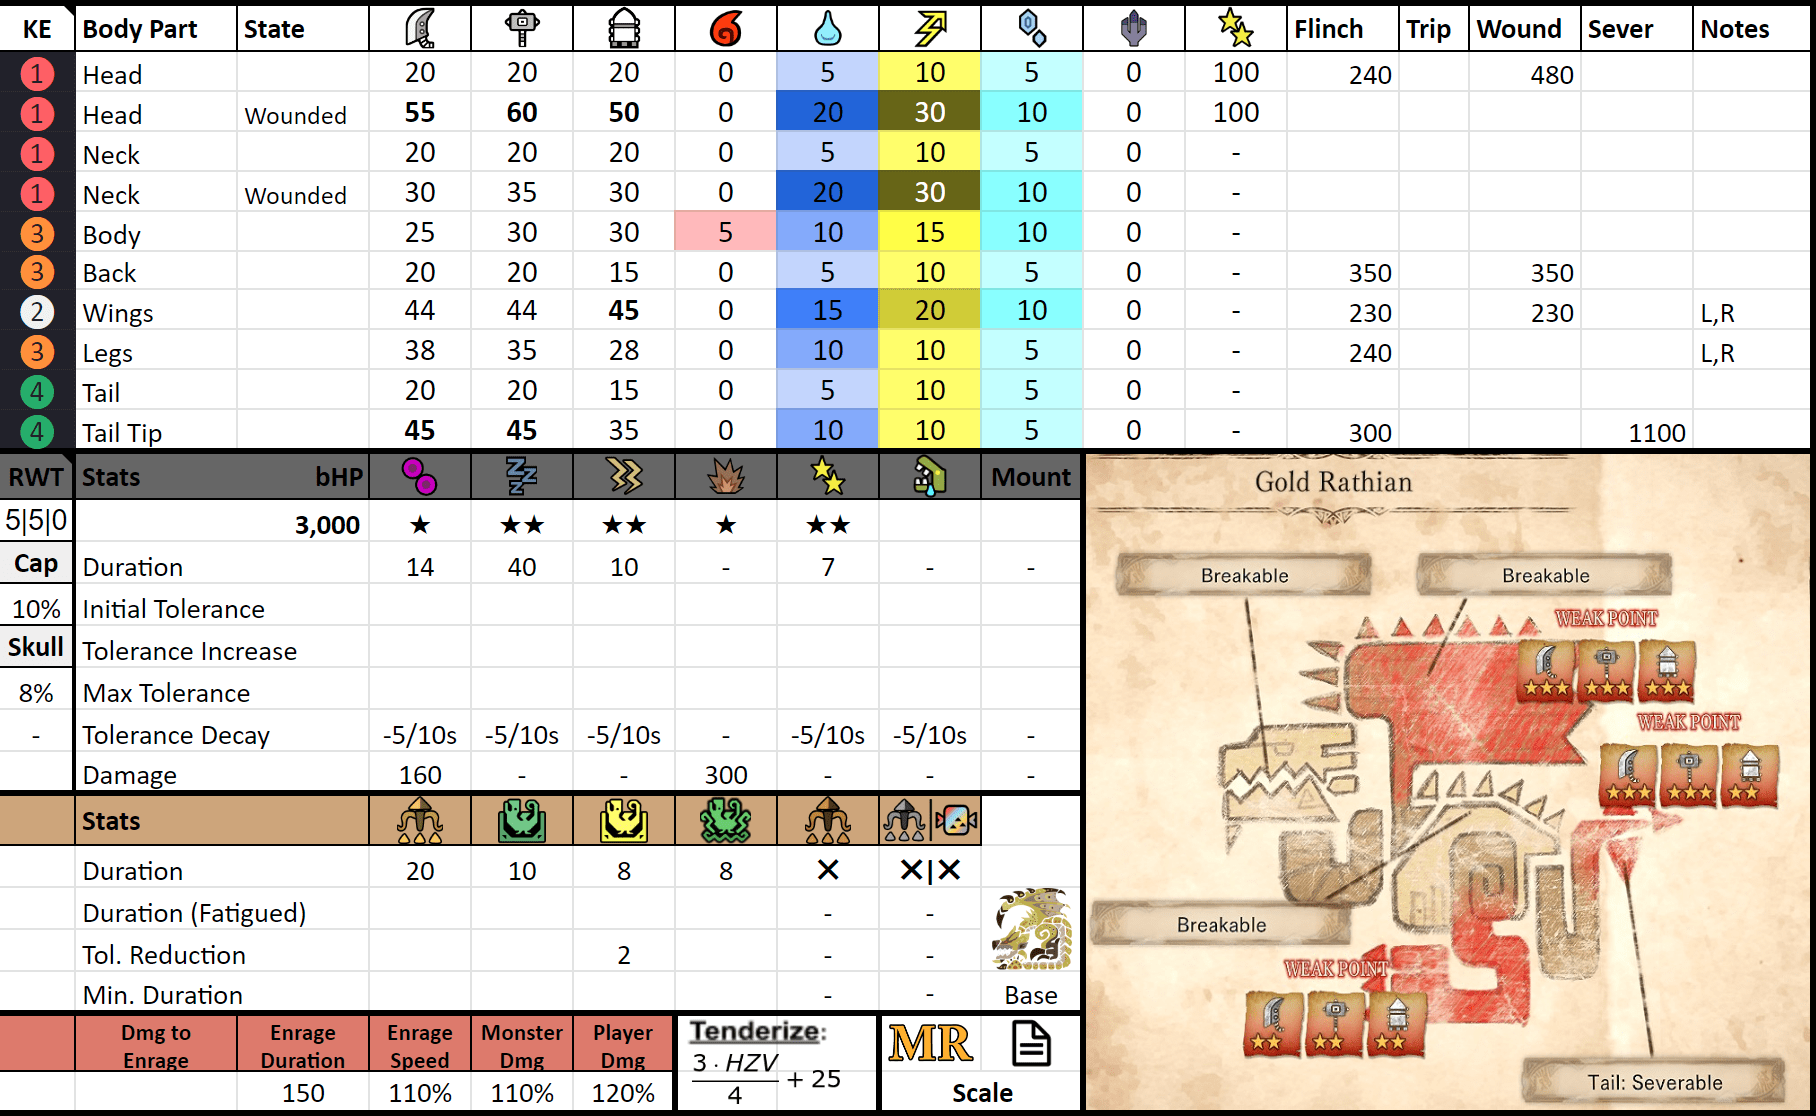 KE Body Part State Flinch Trip Wound Sever Notes
1 Head 20 20 20 0 5 10 5 0 100 240 480
1 Head Wounded 55 60 50 0 20 30 10 0 100
1 Neck 20 20 20 0 5 10 5 0 -
1 Neck Wounded 30 35 30 0 20 30 10 0 -
3 Body 25 30 30 5 10 15 10 0 -
3 Back 20 20 15 0 5 10 5 0 - 350 350
2 Wings 44 44 45 0 15 20 10 0 - 230 230 L,R
3 Legs 38 35 28 0 10 10 5 0 - 240 L,R
4 Tail 20 20 15 0 5 10 5 0 -
4 Tail Tip 45 45 35 0 10 10 5 0 - 300 1100
RWT Stats bHP Mount
5|5|0 3,000 ★ ★★ ★★ ★ ★★
Cap Duration 14 40 10 - 7 - -
10% Initial Tolerance
Skull Tolerance Increase
8% Max Tolerance
- Tolerance Decay -5/10s -5/10s -5/10s - -5/10s -5/10s -
Damage 160 - - 300 - - -
Stats
Duration 20 10 8 8 ✕ ✕|✕
Duration (Fatigued) - -
Tol. Reduction 2 - -
Min. Duration - - Base
Dmg to Enrage Enrage Duration Enrage Speed Monster Dmg Player Dmg
150 110% 110% 120%
Tenderize:
3 · HZV
4
+ 25
MR
Scale
Gold Rathian
Breakable Breakable
WEAK POINT
★★★ ★★★ ★★★
WEAK POINT
★★★ ★★★ ★★
Breakable
WEAK POINT
★★ ★★ ★★
Tail: Severable